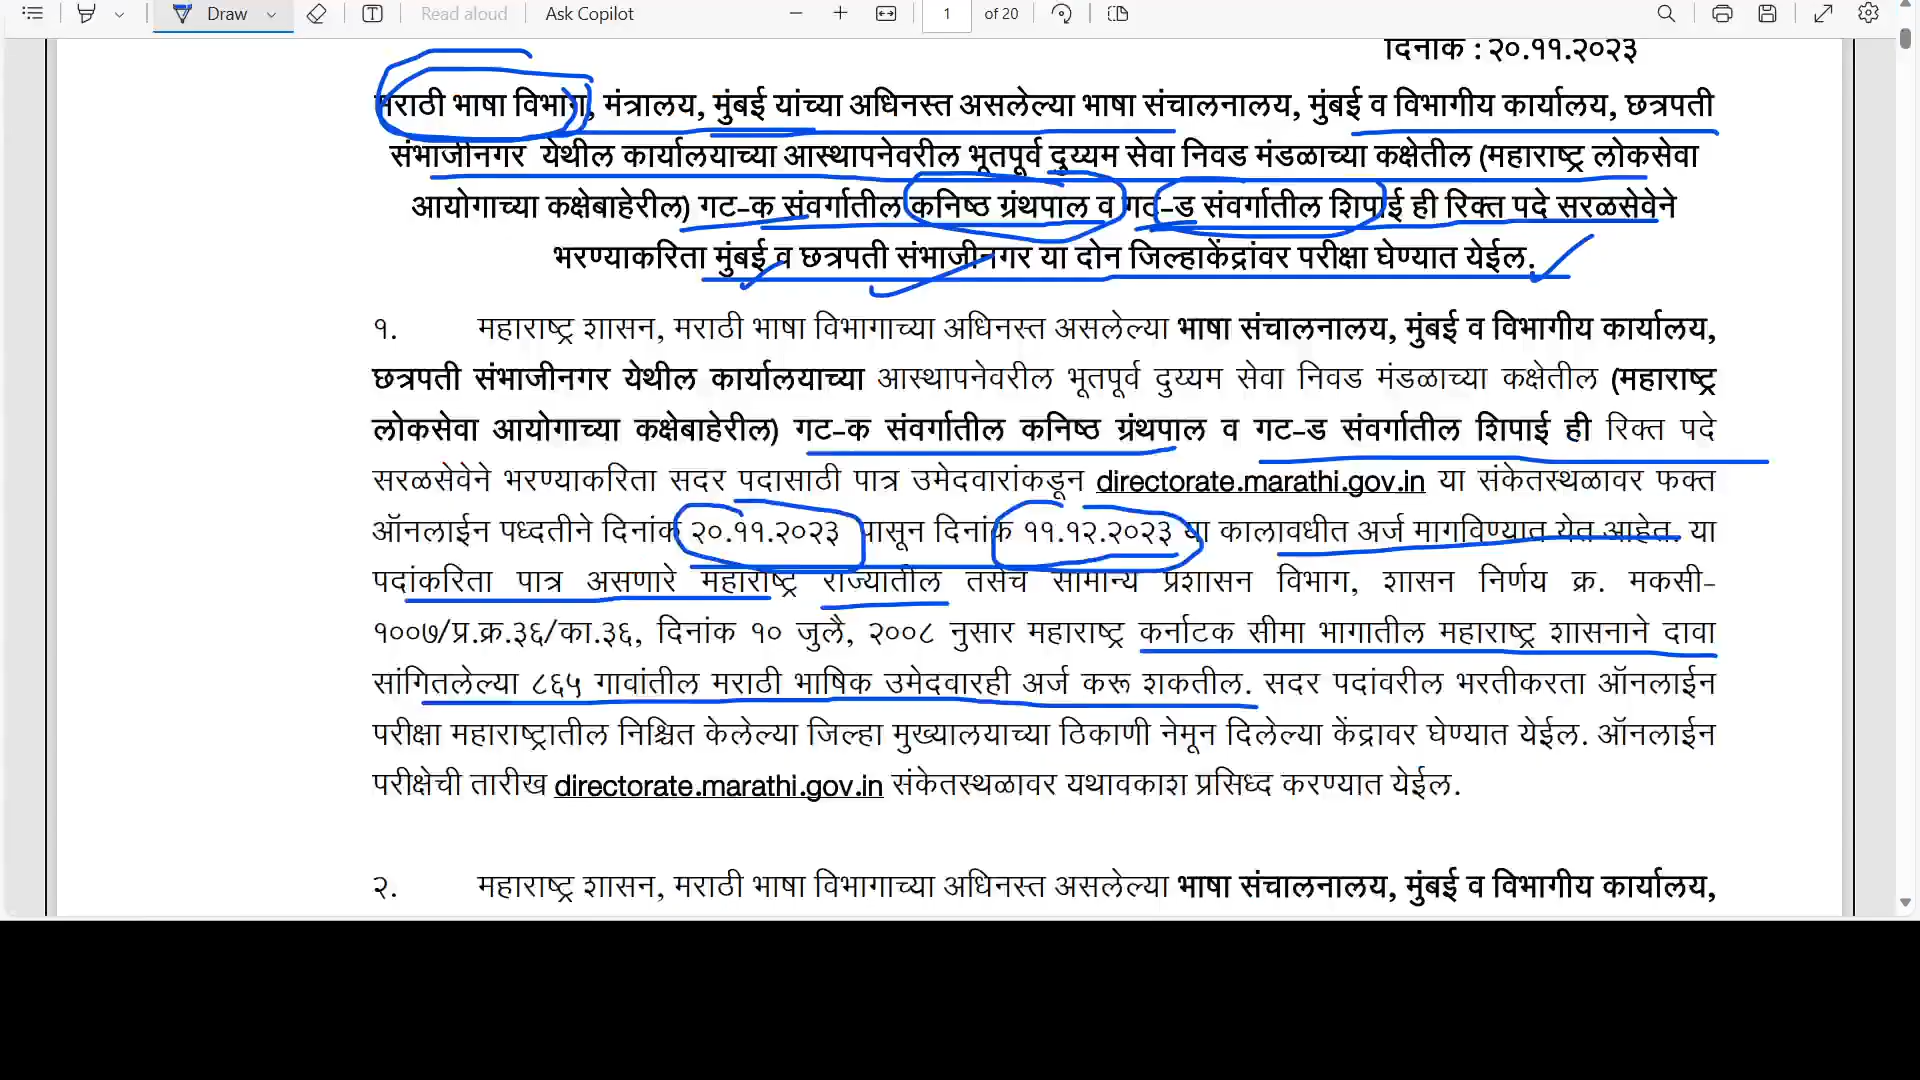 Draw
Read aloud
Ask Copilot
1 of 20
दिनांक : २०.११.२०२३
मराठी भाषा विभाग, मंत्रालय, मुंबई यांच्या अधिनस्त असलेल्या भाषा संचालनालय, मुंबई व विभागीय कार्यालय, छत्रपती
संभाजीनगर येथील कार्यालयाच्या आस्थापनेवरील भूतपूर्व दुय्यम सेवा निवड मंडळाच्या कक्षेतील (महाराष्ट्र लोकसेवा
आयोगाच्या कक्षेबाहेरील) गट-क संवर्गातील कनिष्ठ ग्रंथपाल व गट-ड संवर्गातील शिपाई ही रिक्त पदे सरळसेवेने
भरण्याकरिता मुंबई व छत्रपती संभाजीनगर या दोन जिल्हाकेंद्रांवर परीक्षा घेण्यात येईल.
१. महाराष्ट्र शासन, मराठी भाषा विभागाच्या अधिनस्त असलेल्या भाषा संचालनालय, मुंबई व विभागीय कार्यालय,
छत्रपती संभाजीनगर येथील कार्यालयाच्या आस्थापनेवरील भूतपूर्व दुय्यम सेवा निवड मंडळाच्या कक्षेतील (महाराष्ट्र
लोकसेवा आयोगाच्या कक्षेबाहेरील) गट-क संवर्गातील कनिष्ठ ग्रंथपाल व गट-ड संवर्गातील शिपाई ही रिक्त पदे
सरळसेवेने भरण्याकरिता सदर पदासाठी पात्र उमेदवारांकडून directorate.marathi.gov.in या संकेतस्थळावर फक्त
ऑनलाईन पध्दतीने दिनांक २०.११.२०२३ पासून दिनांक ११.१२.२०२३ या कालावधीत अर्ज मागविण्यात येत आहेत. या
पदांकरिता पात्र असणारे महाराष्ट्र राज्यातील तसेच सामान्य प्रशासन विभाग, शासन निर्णय क्र. मकसी-
१००७/प्र.क्र.३६/का.३६, दिनांक १० जुलै, २००८ नुसार महाराष्ट्र कर्नाटक सीमा भागातील महाराष्ट्र शासनाने दावा
सांगितलेल्या ८६५ गावांतील मराठी भाषिक उमेदवारही अर्ज करू शकतील. सदर पदांवरील भरतीकरता ऑनलाईन
परीक्षा महाराष्ट्रातील निश्चित केलेल्या जिल्हा मुख्यालयाच्या ठिकाणी नेमून दिलेल्या केंद्रावर घेण्यात येईल. ऑनलाईन
परीक्षेची तारीख directorate.marathi.gov.in संकेतस्थळावर यथावकाश प्रसिध्द करण्यात येईल.
२. महाराष्ट्र शासन, मराठी भाषा विभागाच्या अधिनस्त असलेल्या भाषा संचालनालय, मुंबई व विभागीय कार्यालय,